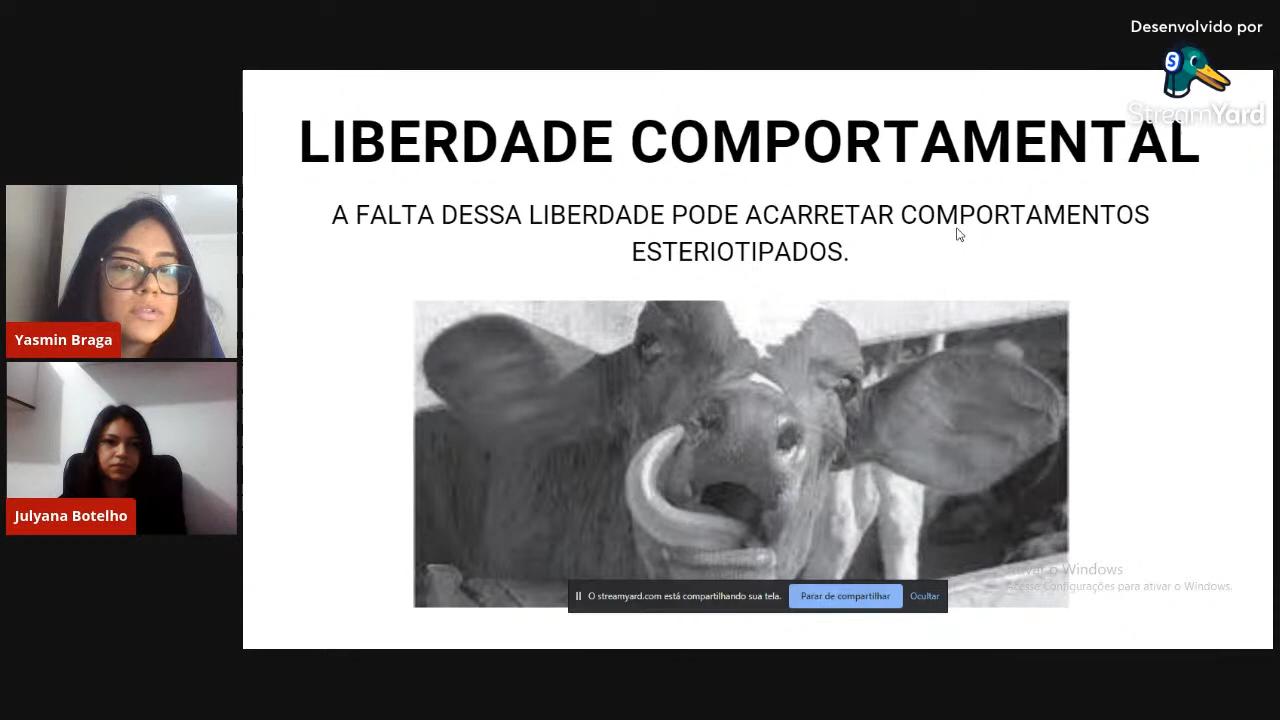 Desenvolvido por
StreamYard
LIBERDADE COMPORTAMENTAL
A FALTA DESSA LIBERDADE PODE ACARRETAR COMPORTAMENTOS
ESTERIOTIPADOS.
Yasmin Braga
Julyana Botelho
Ativar o Windows
Acesse Configurações para ativar o Windows.
O streamyard.com está compartilhando sua tela.
Parar de compartilhar
Ocultar